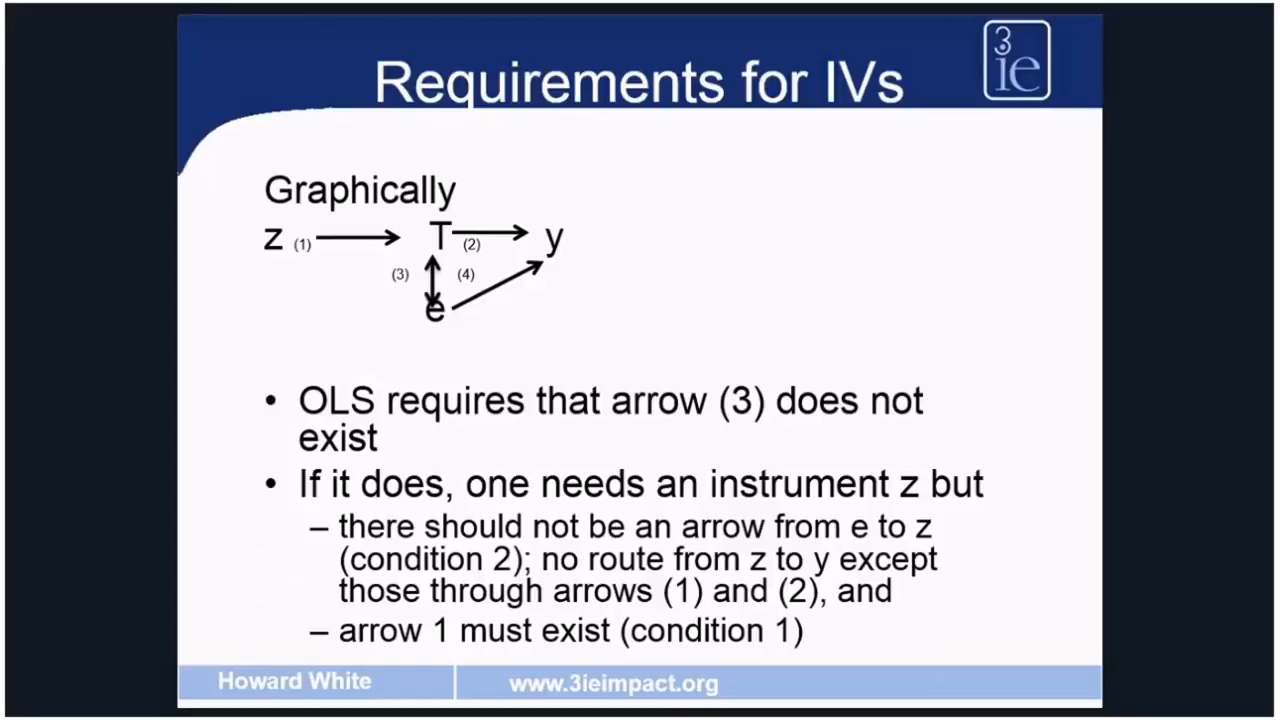 Requirements for IVs
3
ie
Graphically
z (1) T (2) y
(3) (4)
e
• OLS requires that arrow (3) does not
exist
• If it does, one needs an instrument z but
– there should not be an arrow from e to z
(condition 2); no route from z to y except
those through arrows (1) and (2), and
– arrow 1 must exist (condition 1)
Howard White www.3ieimpact.org